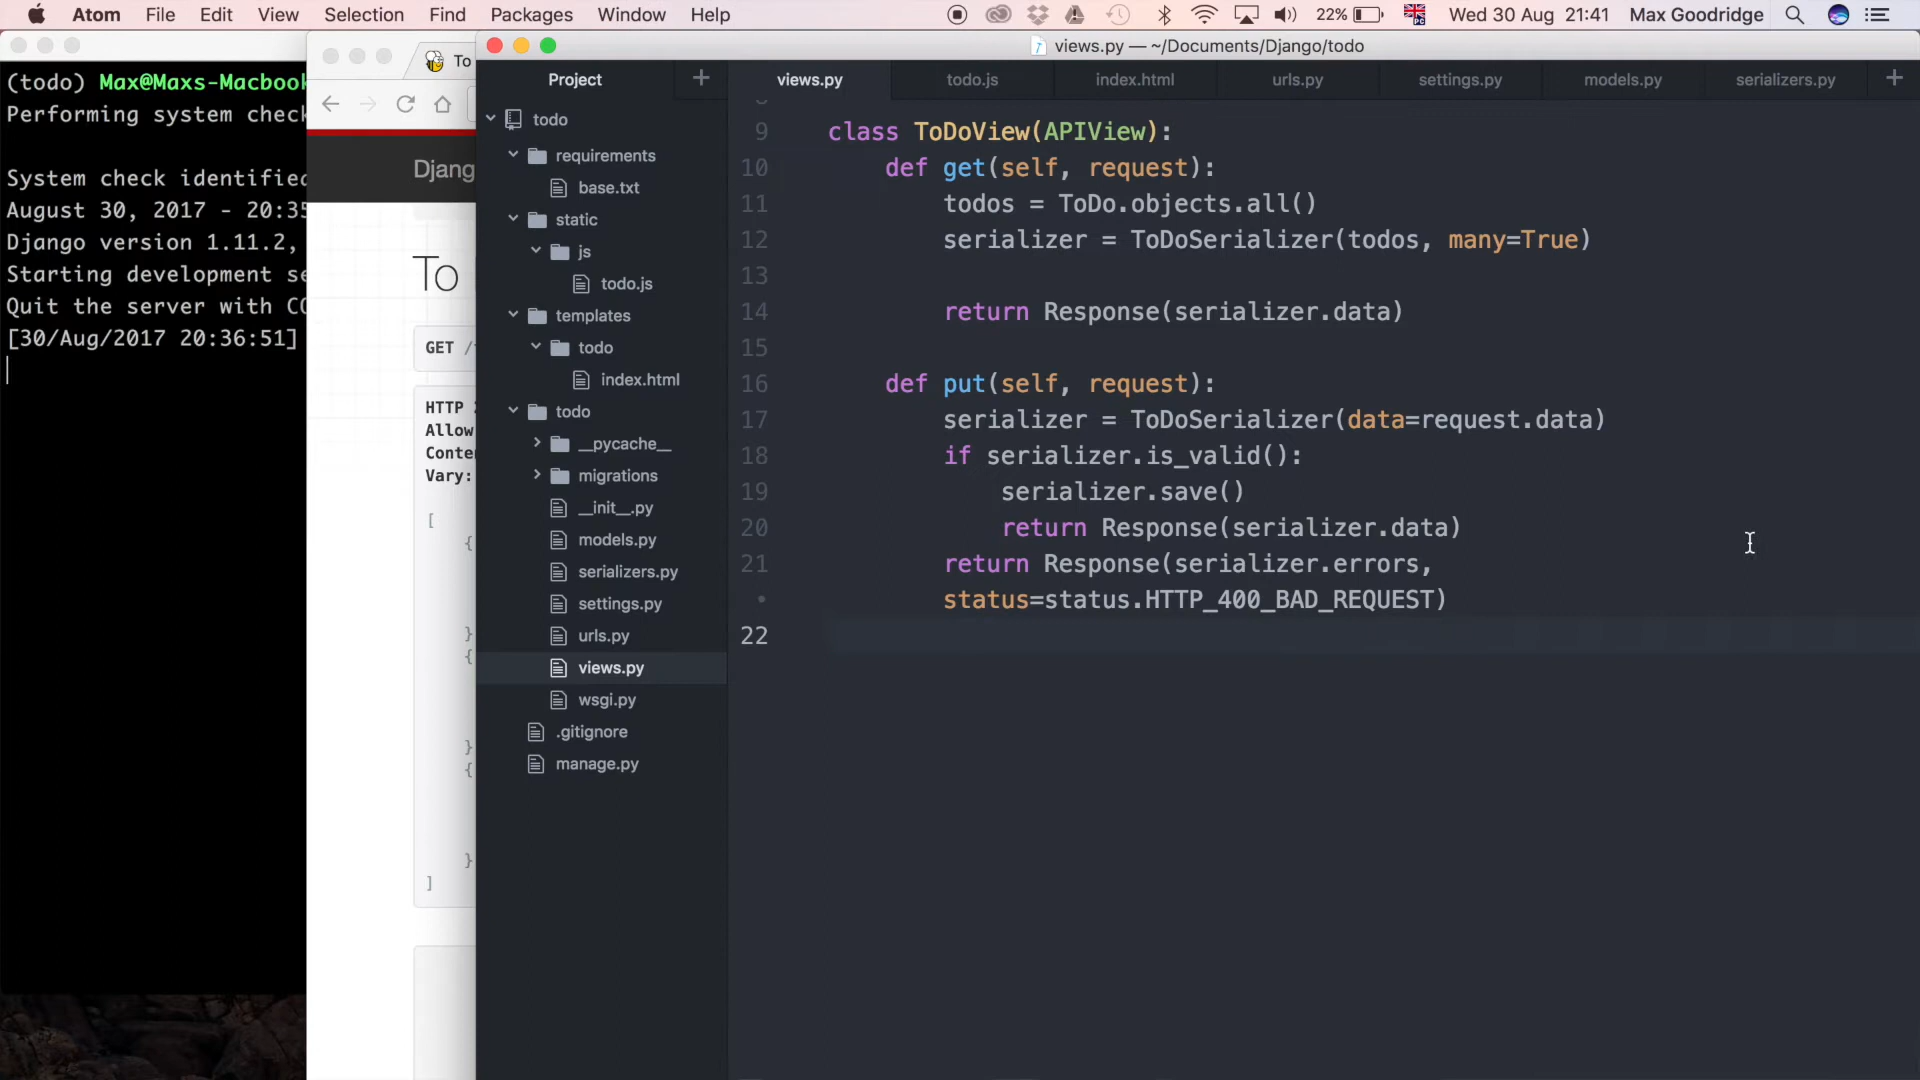 Atom File Edit View Selection Find Packages Window Help 22% Wed 30 Aug 21:41 Max Goodridge
(todo) Max@Maxs-Macbook
Performing system check
System check identified
August 30, 2017 - 20:35
Django version 1.11.2,
Starting development se
Quit the server with CO
[30/Aug/2017 20:36:51]
To
Djang
To
GET /
HTTP
Allow
Conte
Vary:
[
{
}
{
}
{
}
]
views.py — ~/Documents/Django/todo
Project
todo
requirements
base.txt
static
js
todo.js
templates
todo
index.html
todo
__pycache__
migrations
__init__.py
models.py
serializers.py
settings.py
urls.py
views.py
wsgi.py
.gitignore
manage.py
views.py todo.js index.html urls.py settings.py models.py serializers.py
9 class ToDoView(APIView):
10 def get(self, request):
11 todos = ToDo.objects.all()
12 serializer = ToDoSerializer(todos, many=True)
13
14 return Response(serializer.data)
15
16 def put(self, request):
17 serializer = ToDoSerializer(data=request.data)
18 if serializer.is_valid():
19 serializer.save()
20 return Response(serializer.data)
21 return Response(serializer.errors,
• status=status.HTTP_400_BAD_REQUEST)
22